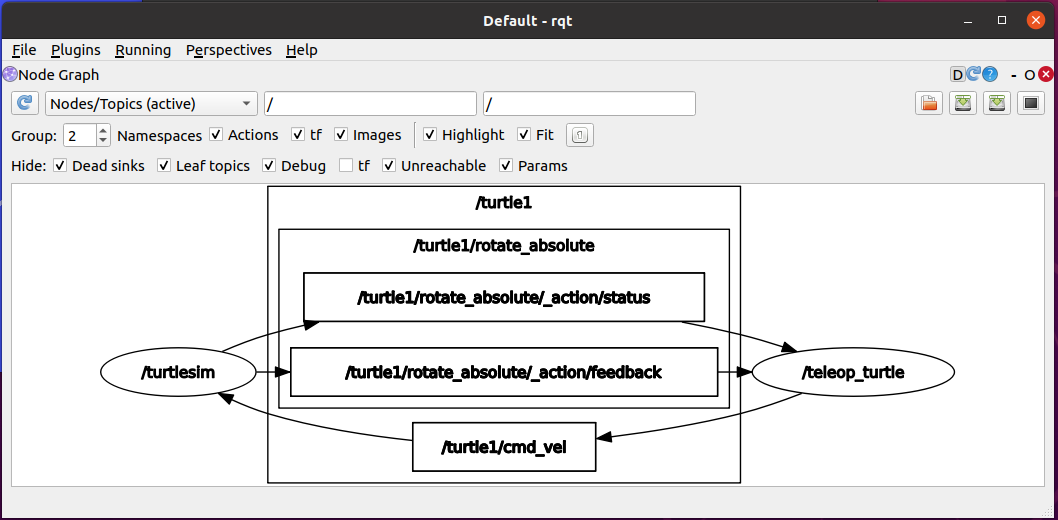 Default - rqt
File Plugins Running Perspectives Help
Node Graph D ? - O
Nodes/Topics (active) / /
Group: 2 Namespaces Actions tf Images Highlight Fit
Hide: Dead sinks Leaf topics Debug tf Unreachable Params
/turtle1
/turtle1/rotate_absolute
/turtle1/rotate_absolute/_action/status
/turtlesim
/turtle1/rotate_absolute/_action/feedback
/teleop_turtle
/turtle1/cmd_vel